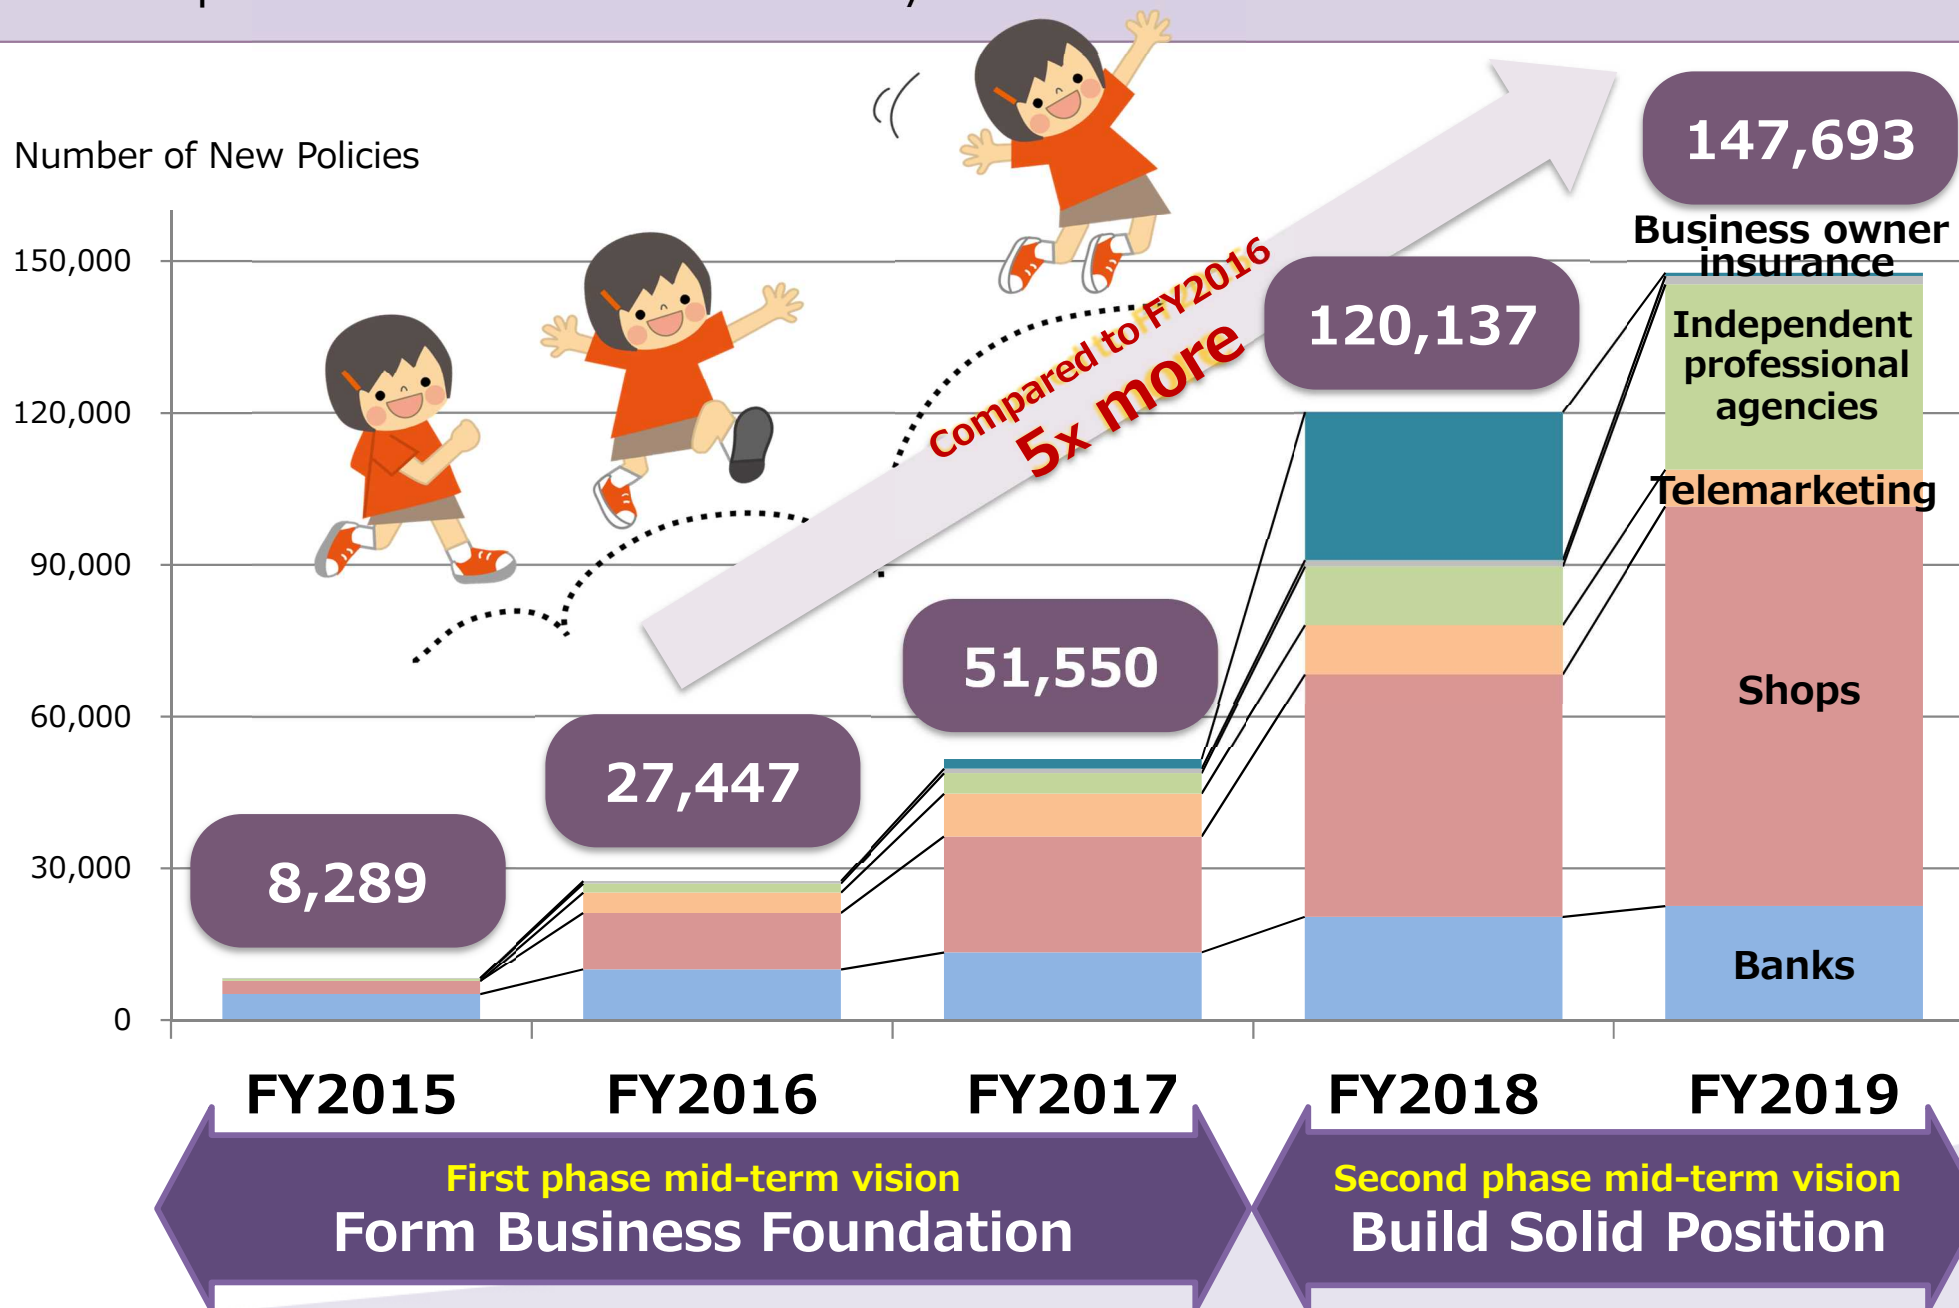 Number of New Policies
150,000
120,000
90,000
60,000
30,000
0
Compared to FY2016
5x more
8,289
27,447
51,550
120,137
147,693
Business owner
insurance
Independent
professional
agencies
Telemarketing
Shops
Banks
FY2015
FY2016
FY2017
FY2018
FY2019
First phase mid-term vision
Form Business Foundation
Second phase mid-term vision
Build Solid Position